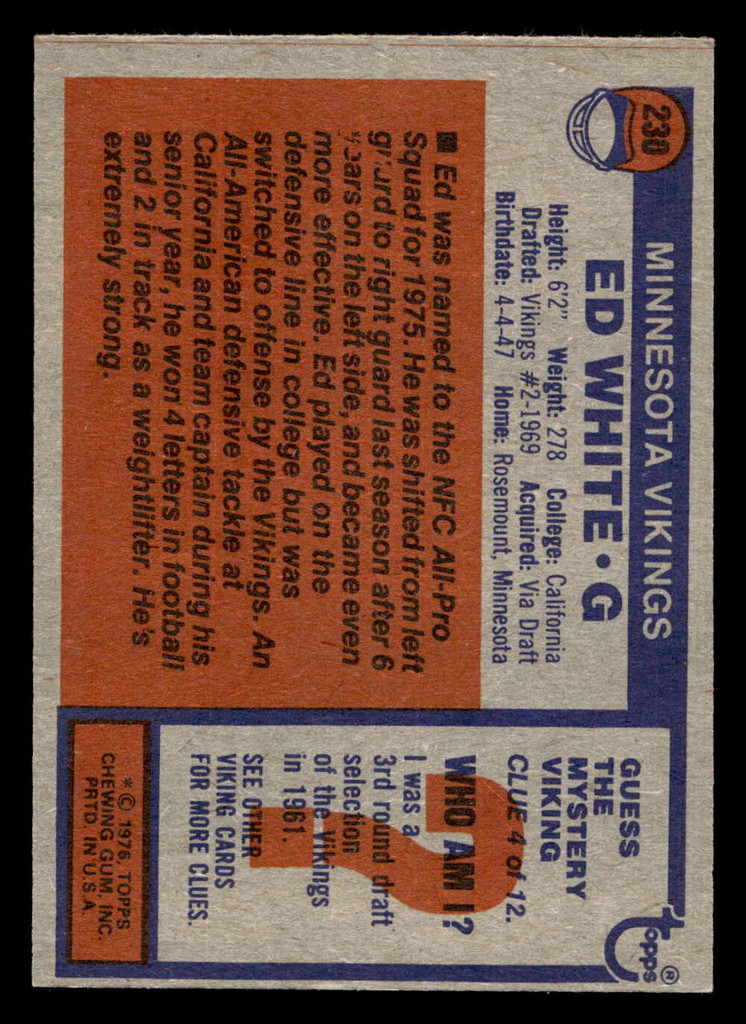 230
MINNESOTA VIKINGS
ED WHITE • G
Height: 6'2" Weight: 278 College: California
Drafted: Vikings #2-1969 Acquired: Via Draft
Birthdate: 4-4-47 Home: Rosemount, Minnesota
■ Ed was named to the NFC All-Pro
Squad for 1975. He was shifted from left
guard to right guard last season after 6
years on the left side, and became even
more effective. Ed played on the
defensive line in college but was
switched to offense by the Vikings. An
All-American defensive tackle at
California and team captain during his
senior year, he won 4 letters in football
and 2 in track as a weightlifter. He's
extremely strong.
topps®
GUESS
THE
MYSTERY
VIKING
CLUE 4 of 12.
WHO AM I?
I was a
3rd round draft
selection
of the Vikings
in 1961.
SEE OTHER
VIKING CARDS
FOR MORE CLUES.
?
* © 1976, TOPPS
CHEWING GUM, INC.
PRTD. IN U.S.A.